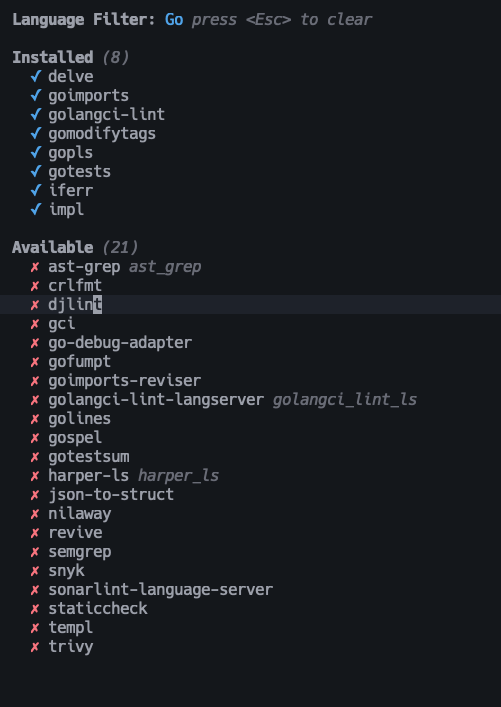 Language Filter: Go press <Esc> to clear
Installed (8)
✓ delve
✓ goimports
✓ golangci-lint
✓ gomodifytags
✓ gopls
✓ gotests
✓ iferr
✓ impl
Available (21)
✗ ast-grep ast_grep
✗ crlfmt
✗ djlint
✗ gci
✗ go-debug-adapter
✗ gofumpt
✗ goimports-reviser
✗ golangci-lint-langserver golangci_lint_ls
✗ golines
✗ gospel
✗ gotestsum
✗ harper-ls harper_ls
✗ json-to-struct
✗ nilaway
✗ revive
✗ semgrep
✗ snyk
✗ sonarlint-language-server
✗ staticcheck
✗ templ
✗ trivy